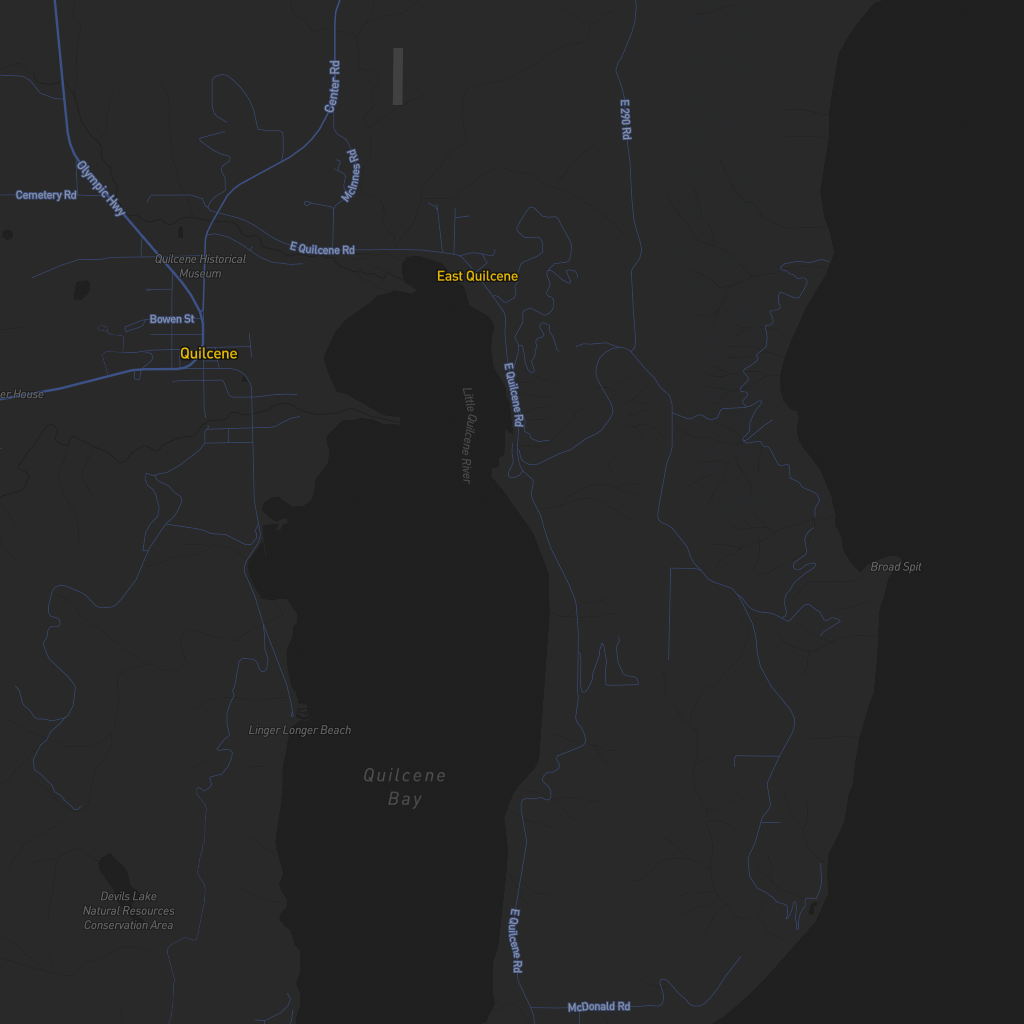 Center Rd
E 290 Rd
McInnes Rd
Olympic Hwy
Cemetery Rd
E Quilcene Rd
Quilcene Historical
Museum
East Quilcene
Bowen St
Quilcene
er House
E Quilcene Rd
Little Quilcene River
Broad Spit
Linger Longer Beach
Quilcene
Bay
Devils Lake
Natural Resources
Conservation Area
E Quilcene Rd
McDonald Rd